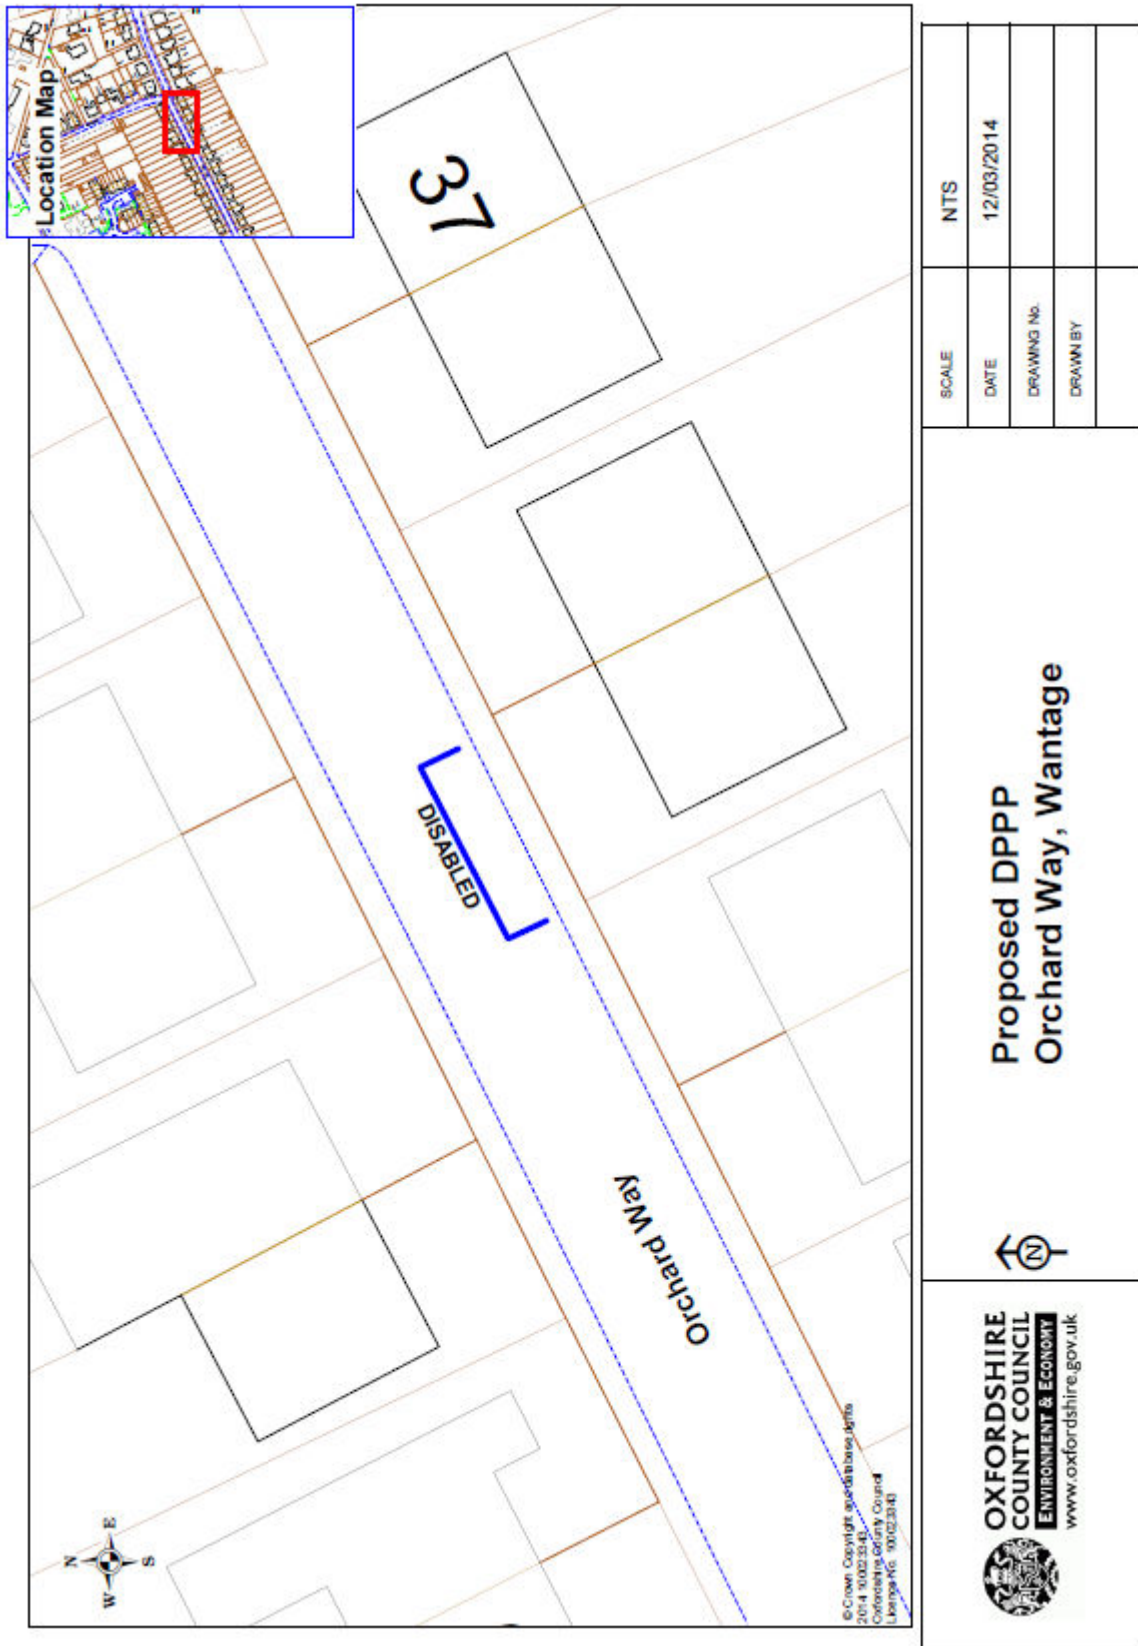 Location Map
37
DISABLED
Orchard Way
N
W
E
S
© Crown Copyright and database rights
2014 100023343
Oxfordshire County Council
Licence No. 100023343
OXFORDSHIRE
COUNTY COUNCIL
ENVIRONMENT & ECONOMY
www.oxfordshire.gov.uk
N
Proposed DPPP
Orchard Way, Wantage
SCALE NTS
DATE 12/03/2014
DRAWING No.
DRAWN BY